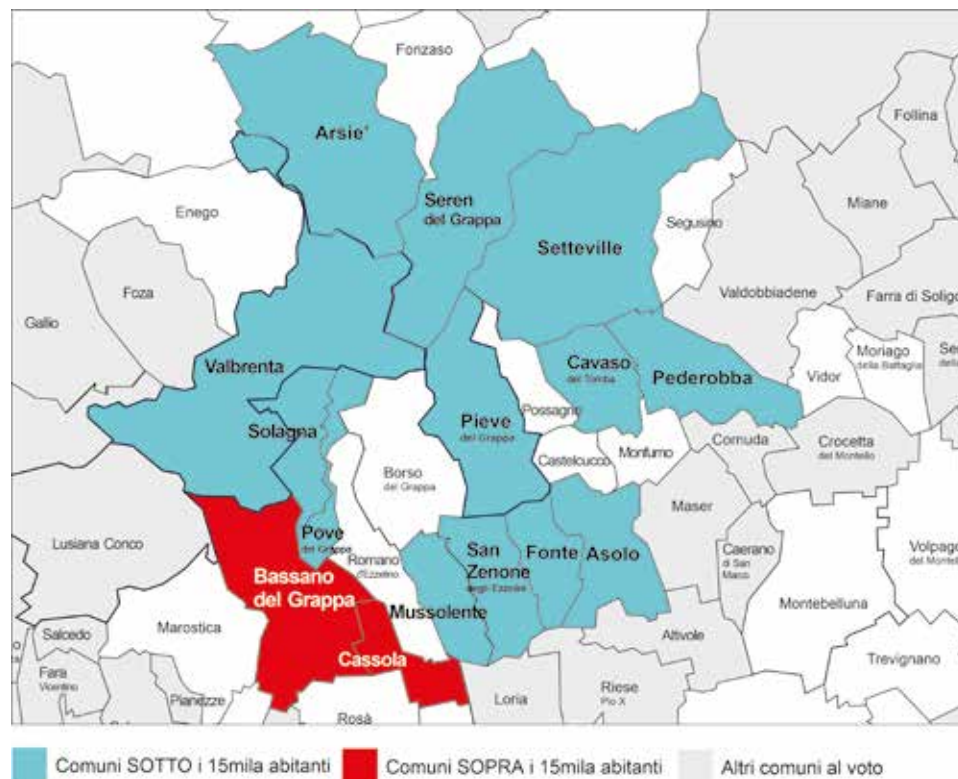 Fonzaso
Follina
Arsie'
Miane
Seren
del Grappa
Enego
Segusino
Setteville
Valdobbiadene
Foza
Farra di Soligo
Gallio
Valbrenta
Cavaso
del Tomba
Pederobba
Vidor
Moriago
della Battaglia
Solagna
Pieve
del Grappa
Possagno
Castelcucco
Monfumo
Cornuda
Crocetta
del Montello
Borso
del Grappa
Maser
Lusiana Conco
Pove
del Grappa
Romano
d'Ezzelino
San
Zenone
degli Ezzelini
Fonte
Asolo
Caerano
di San
Marco
Volpago
del Montello
Bassano
del Grappa
Mussolente
Montebelluna
Marostica
Salcedo
Altivole
Cassola
Trevignano
Fara
Vicentino
Pianezze
Rosà
Loria
Riese
Pio X
Comuni SOTTO i 15mila abitanti
Comuni SOPRA i 15mila abitanti
Altri comuni al voto